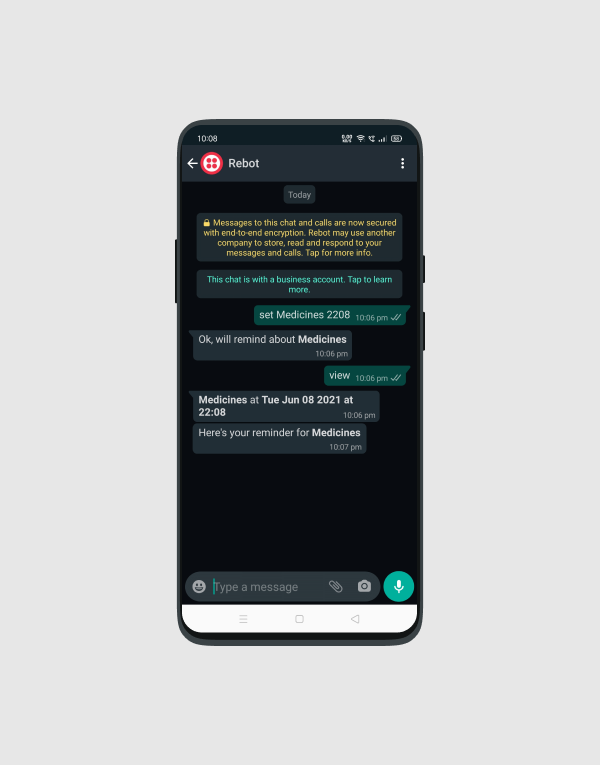 10:08
0.00
KB/S
Rebot
Today
Messages to this chat and calls are now secured
with end-to-end encryption. Rebot may use another
company to store, read and respond to your
messages and calls. Tap for more info.
This chat is with a business account. Tap to learn
more.
set Medicines 2208 10:06 pm
Ok, will remind about Medicines
10:06 pm
view 10:06 pm
Medicines at Tue Jun 08 2021 at
22:08 10:06 pm
Here's your reminder for Medicines
10:07 pm
Type a message